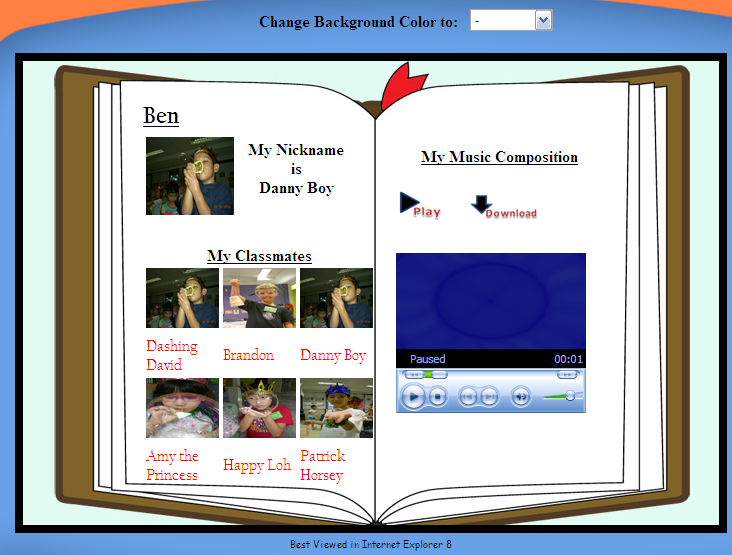 Change Background Color to: -
Ben
My Nickname
is
Danny Boy
My Classmates
Dashing
David
Brandon
Danny Boy
Amy the
Princess
Happy Loh
Patrick
Horsey
My Music Composition
Play
Download
Paused 00:01
Best Viewed in Internet Explorer 8